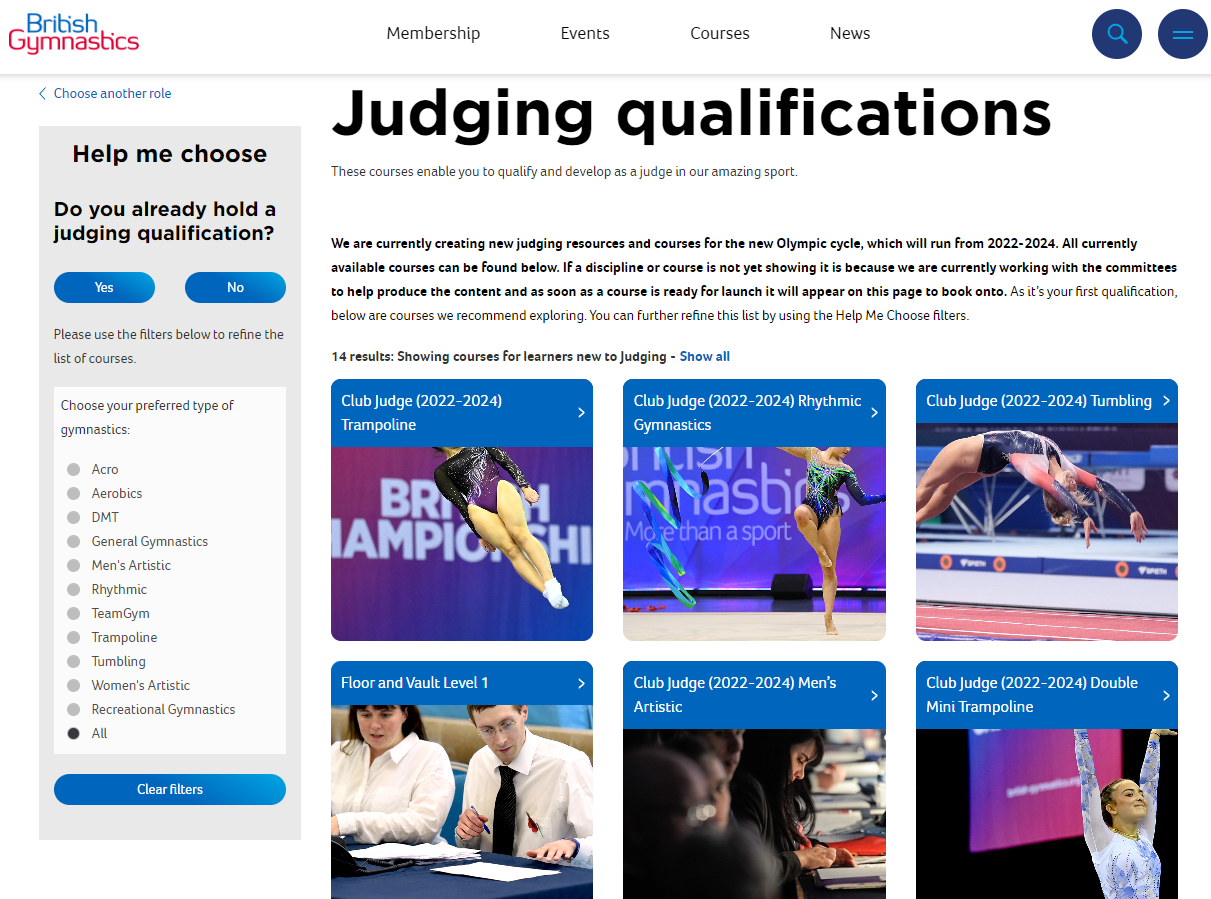 British
Gymnastics
Membership
Events
Courses
News
Choose another role
Help me choose
Do you already hold a
judging qualification?
Yes
No
Please use the filters below to refine the
list of courses.
Choose your preferred type of
gymnastics:
Acro
Aerobics
DMT
General Gymnastics
Men's Artistic
Rhythmic
TeamGym
Trampoline
Tumbling
Women's Artistic
Recreational Gymnastics
All
Clear filters
Judging qualifications
These courses enable you to qualify and develop as a judge in our amazing sport.
We are currently creating new judging resources and courses for the new Olympic cycle, which will run from 2022-2024. All currently
available courses can be found below. If a discipline or course is not yet showing it is because we are currently working with the committees
to help produce the content and as soon as a course is ready for launch it will appear on this page to book onto. As it's your first qualification,
below are courses we recommend exploring. You can further refine this list by using the Help Me Choose filters.
14 results: Showing courses for learners new to Judging - Show all
Club Judge (2022-2024)
Trampoline
Club Judge (2022-2024) Rhythmic
Gymnastics
More than a sport
Club Judge (2022-2024) Tumbling
SPIETH
SPIETH
Floor and Vault Level 1
Club Judge (2022-2024) Men's
Artistic
Club Judge (2022-2024) Double
Mini Trampoline